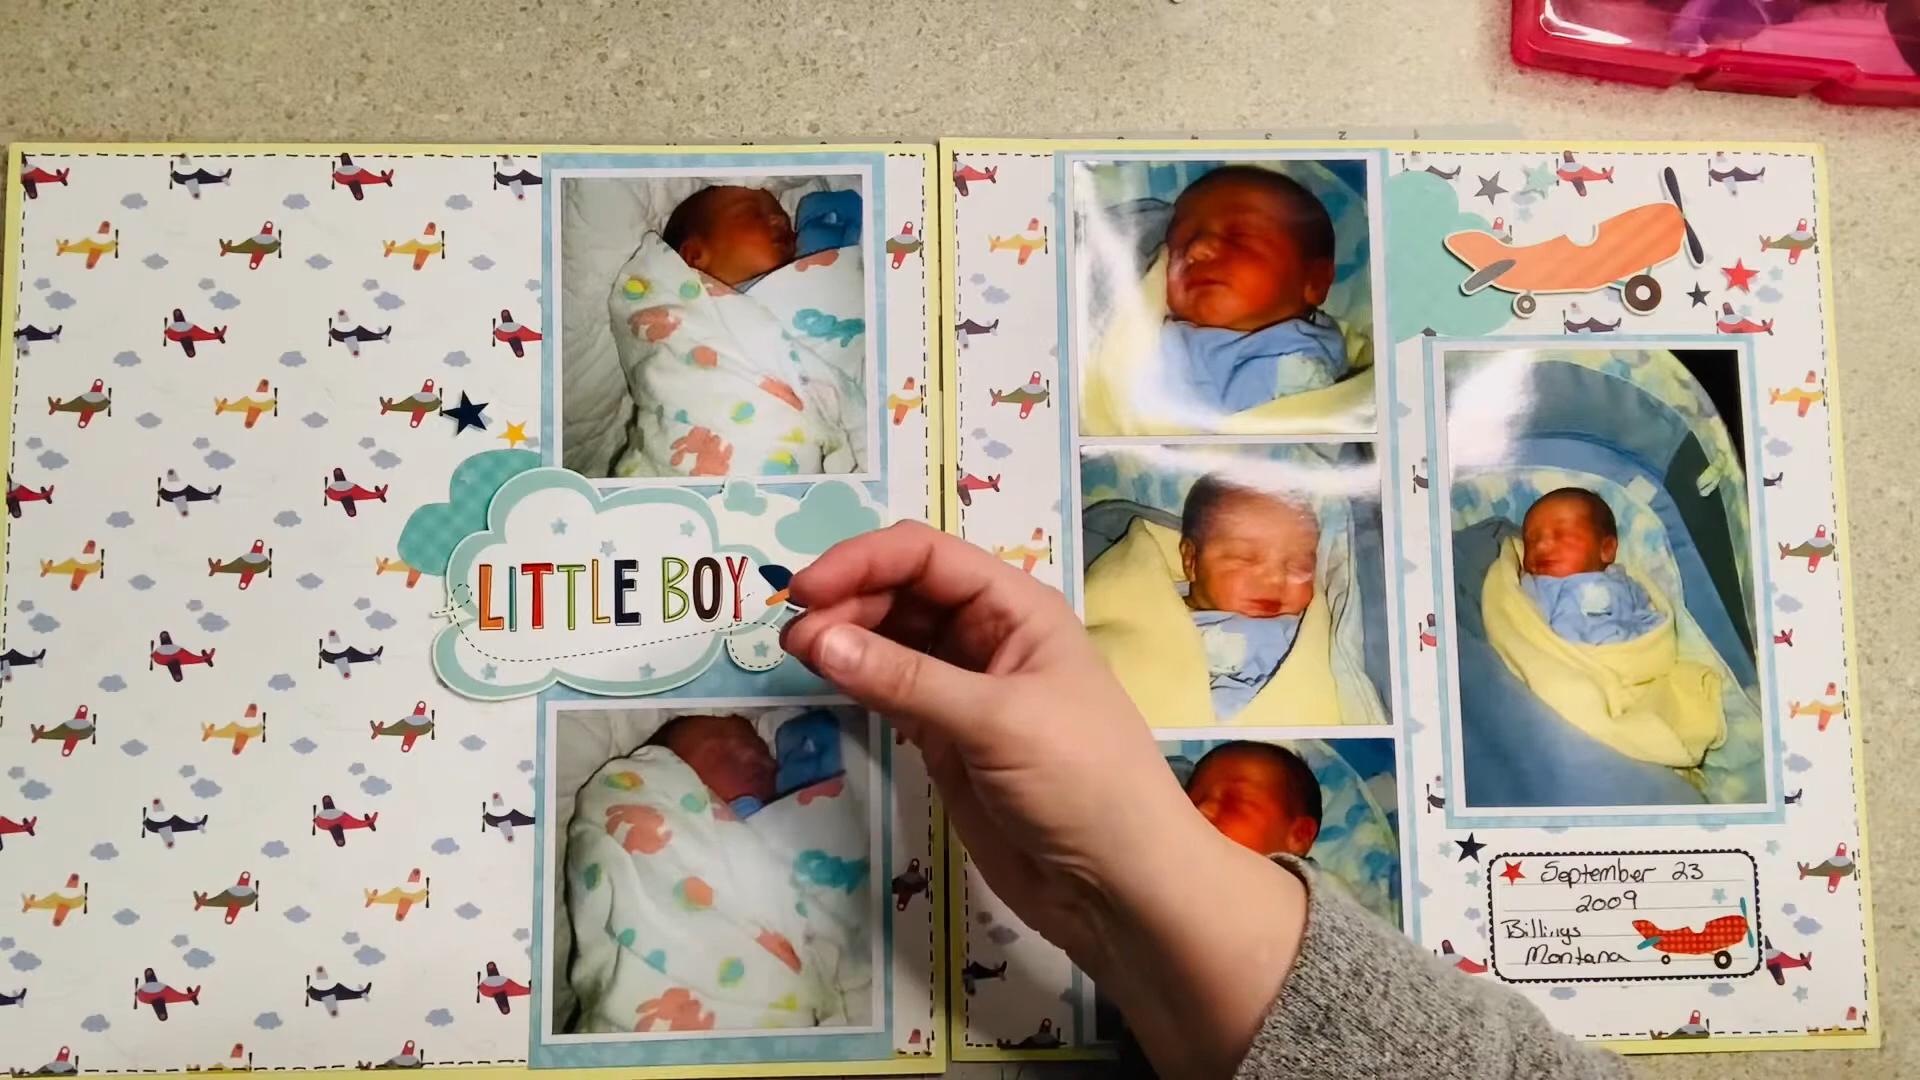 LITTLE BOY
September 23
2009
Billings
Montana